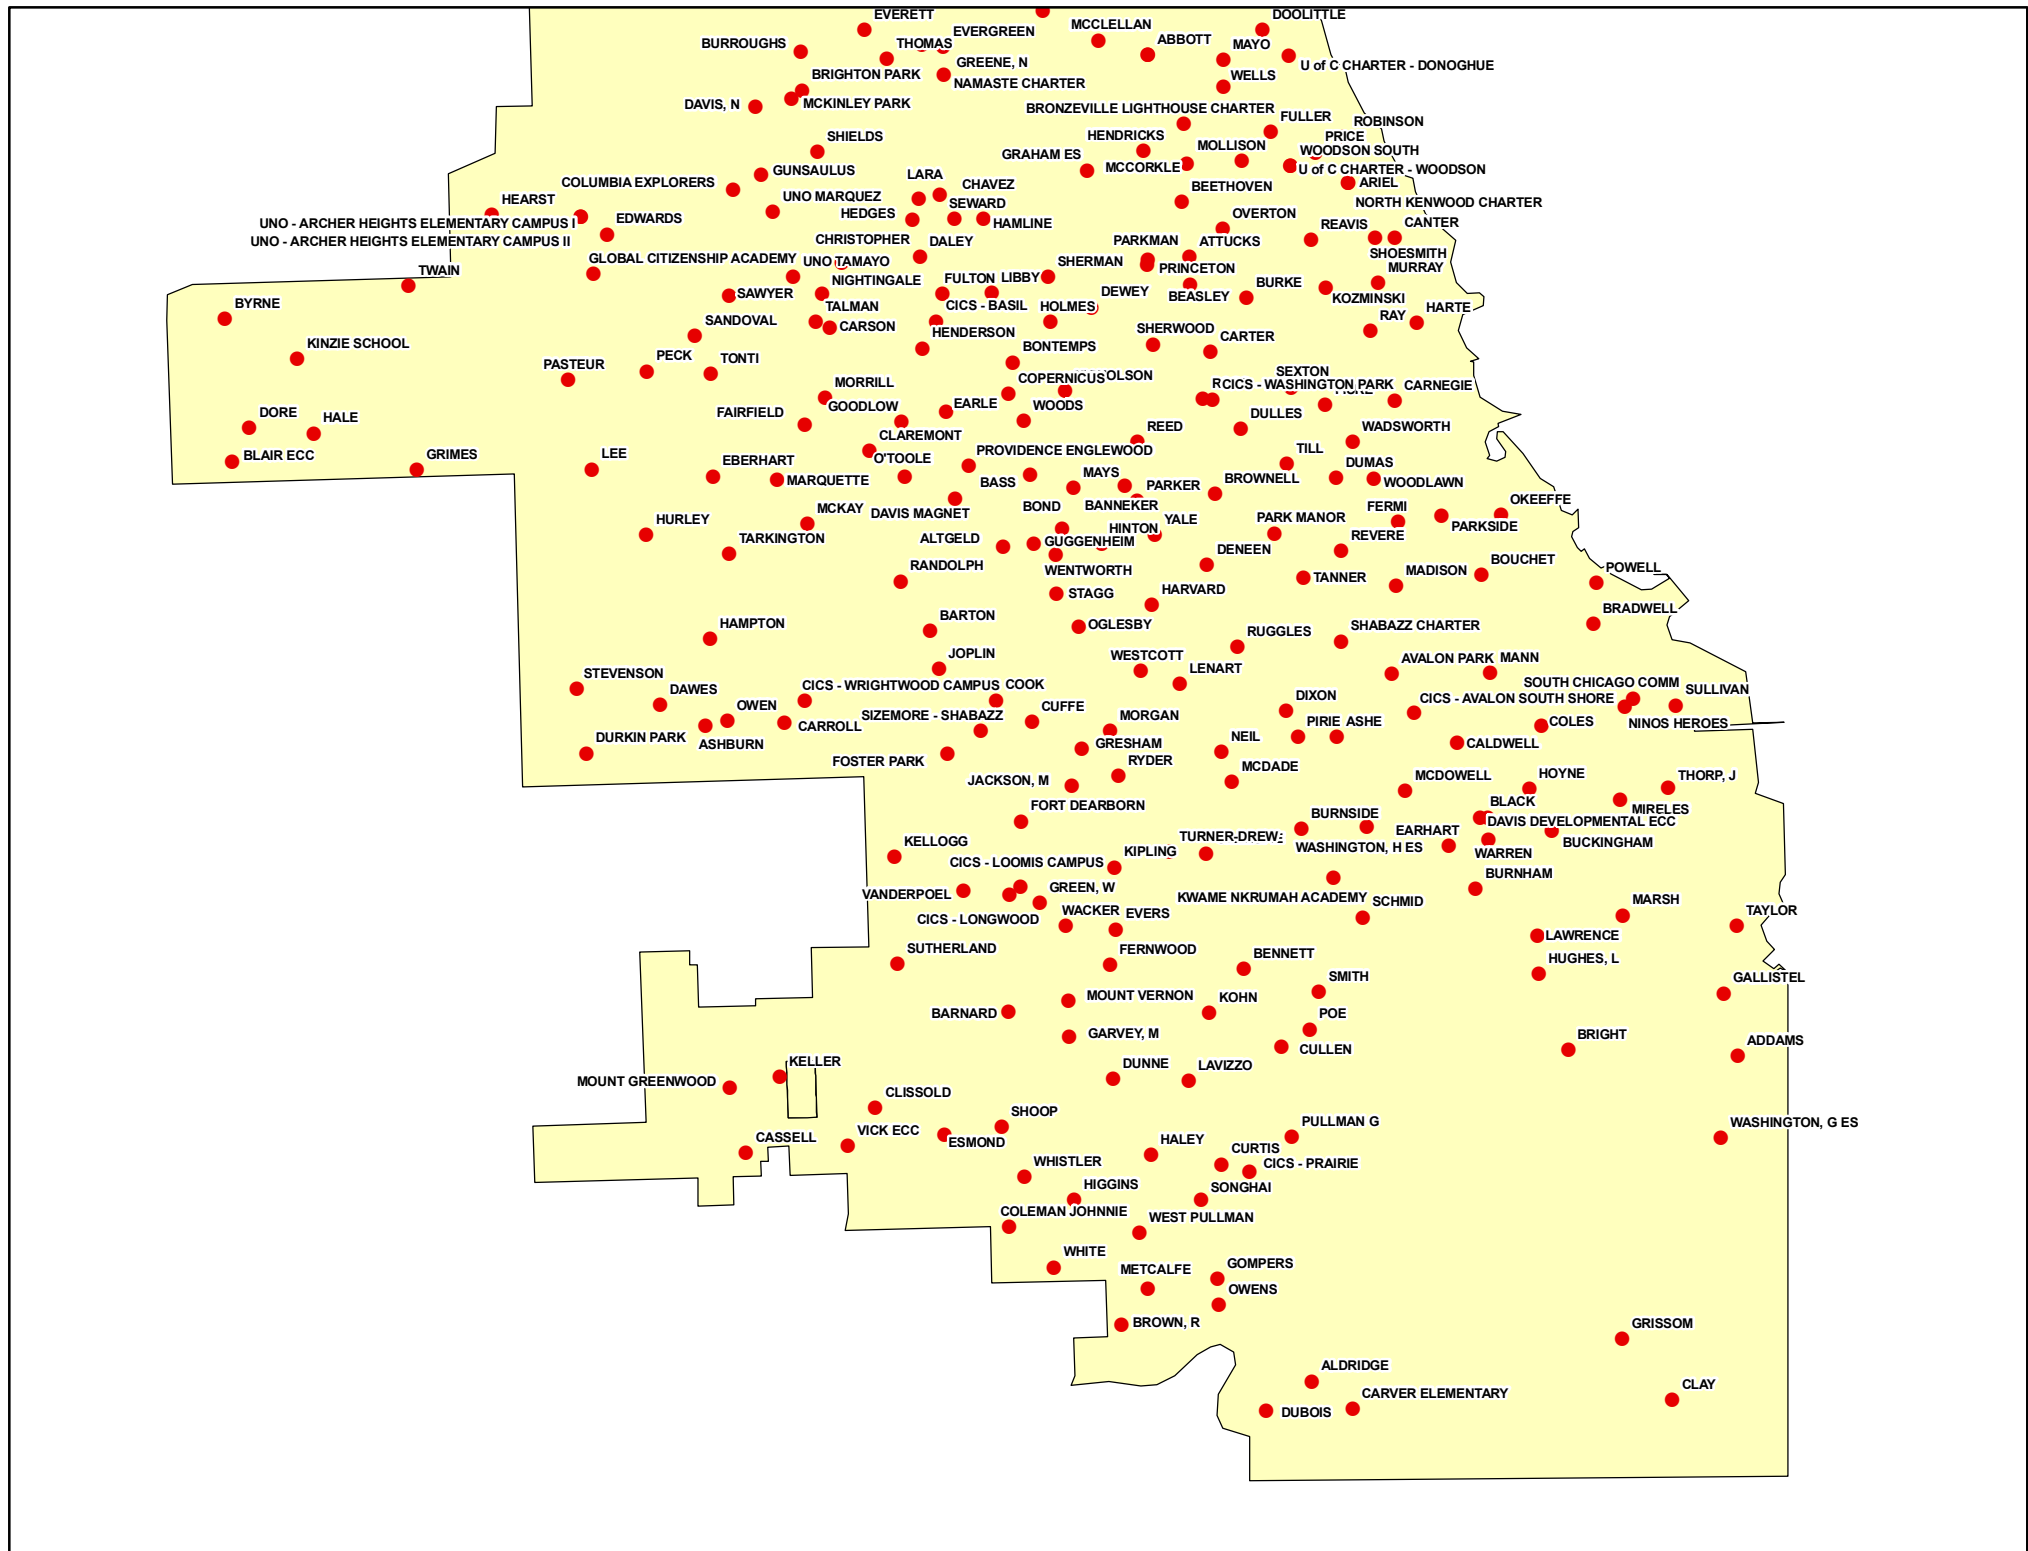 EVERETT
DOOLITTLE
MCCLELLAN
EVERGREEN
BURROUGHS
THOMAS
ABBOTT
MAYO
GREENE, N
U of C CHARTER - DONOGHUE
BRIGHTON PARK
NAMASTE CHARTER
WELLS
DAVIS, N
MCKINLEY PARK
BRONZEVILLE LIGHTHOUSE CHARTER
FULLER
ROBINSON
SHIELDS
HENDRICKS
PRICE
MOLLISON
WOODSON SOUTH
GRAHAM ES
MCCORKLE
U of C CHARTER - WOODSON
GUNSAULUS
LARA
COLUMBIA EXPLORERS
CHAVEZ
BEETHOVEN
ARIEL
HEARST
UNO MARQUEZ
SEWARD
NORTH KENWOOD CHARTER
UNO - ARCHER HEIGHTS ELEMENTARY CAMPUS I
EDWARDS
HEDGES
HAMLINE
OVERTON
REAVIS
CANTER
UNO - ARCHER HEIGHTS ELEMENTARY CAMPUS II
CHRISTOPHER
DALEY
PARKMAN
ATTUCKS
SHOESMITH
GLOBAL CITIZENSHIP ACADEMY
UNO TAMAYO
SHERMAN
PRINCETON
MURRAY
TWAIN
NIGHTINGALE
FULTON
LIBBY
BURKE
SAWYER
DEWEY
BEASLEY
KOZMINSKI
BYRNE
TALMAN
CICS - BASIL
HOLMES
RAY
HARTE
SANDOVAL
CARSON
HENDERSON
SHERWOOD
CARTER
KINZIE SCHOOL
PECK
TONTI
BONTEMPS
PASTEUR
COPERNICUS
SEXTON
MORRILL
CICS - WASHINGTON PARK
CARNEGIE
DORE
HALE
FAIRFIELD
GOODLOW
EARLE
WOODS
DULLES
CLAREMONT
REED
WADSWORTH
BLAIR ECC
GRIMES
LEE
EBERHART
O'TOOLE
PROVIDENCE ENGLEWOOD
TILL
DUMAS
MARQUETTE
BASS
MAYS
PARKER
BROWNELL
WOODLAWN
MCKAY
DAVIS MAGNET
BOND
BANNEKER
FERMI
OKEEFFE
HURLEY
HINTON
YALE
PARK MANOR
PARKSIDE
TARKINGTON
ALTGELD
GUGGENHEIM
DENEEN
REVERE
RANDOLPH
WENTWORTH
TANNER
MADISON
BOUCHET
POWELL
STAGG
HARVARD
HAMPTON
BARTON
OGLESBY
RUGGLES
SHABAZZ CHARTER
BRADWELL
JOPLIN
WESTCOTT
LENART
AVALON PARK
MANN
STEVENSON
DAWES
CICS - WRIGHTWOOD CAMPUS
COOK
SOUTH CHICAGO COMM
SULLIVAN
OWEN
SIZEMORE - SHABAZZ
CUFFE
DIXON
CICS - AVALON SOUTH SHORE
DURKIN PARK
ASHBURN
CARROLL
MORGAN
PIRIE
ASHE
COLES
NINOS HEROES
FOSTER PARK
GRESHAM
NEIL
CALDWELL
RYDER
MCDADE
JACKSON, M
MCDOWELL
HOYNE
THORP, J
FORT DEARBORN
BLACK
MIRELES
BURNSIDE
DAVIS DEVELOPMENTAL ECC
KELLOGG
TURNER-DREW
EARHART
BUCKINGHAM
CICS - LOOMIS CAMPUS
KIPLING
WASHINGTON, H ES
WARREN
VANDERPOEL
GREEN, W
BURNHAM
CICS - LONGWOOD
WACKER
EVERS
KWAME NKRUMAH ACADEMY
SCHMID
MARSH
TAYLOR
SUTHERLAND
FERNWOOD
BENNETT
LAWRENCE
SMITH
HUGHES, L
GALLISTEL
BARNARD
MOUNT VERNON
KOHN
POE
GARVEY, M
CULLEN
BRIGHT
ADDAMS
MOUNT GREENWOOD
KELLER
DUNNE
LAVIZZO
CLISSOLD
SHOOP
CASSELL
VICK ECC
ESMOND
HALEY
CURTIS
PULLMAN G
WASHINGTON, G ES
WHISTLER
CICS - PRAIRIE
HIGGINS
SONGHAI
COLEMAN JOHNNIE
WEST PULLMAN
WHITE
METCALFE
GOMPERS
OWENS
BROWN, R
GRISSOM
ALDRIDGE
CARVER ELEMENTARY
CLAY
DUBOIS